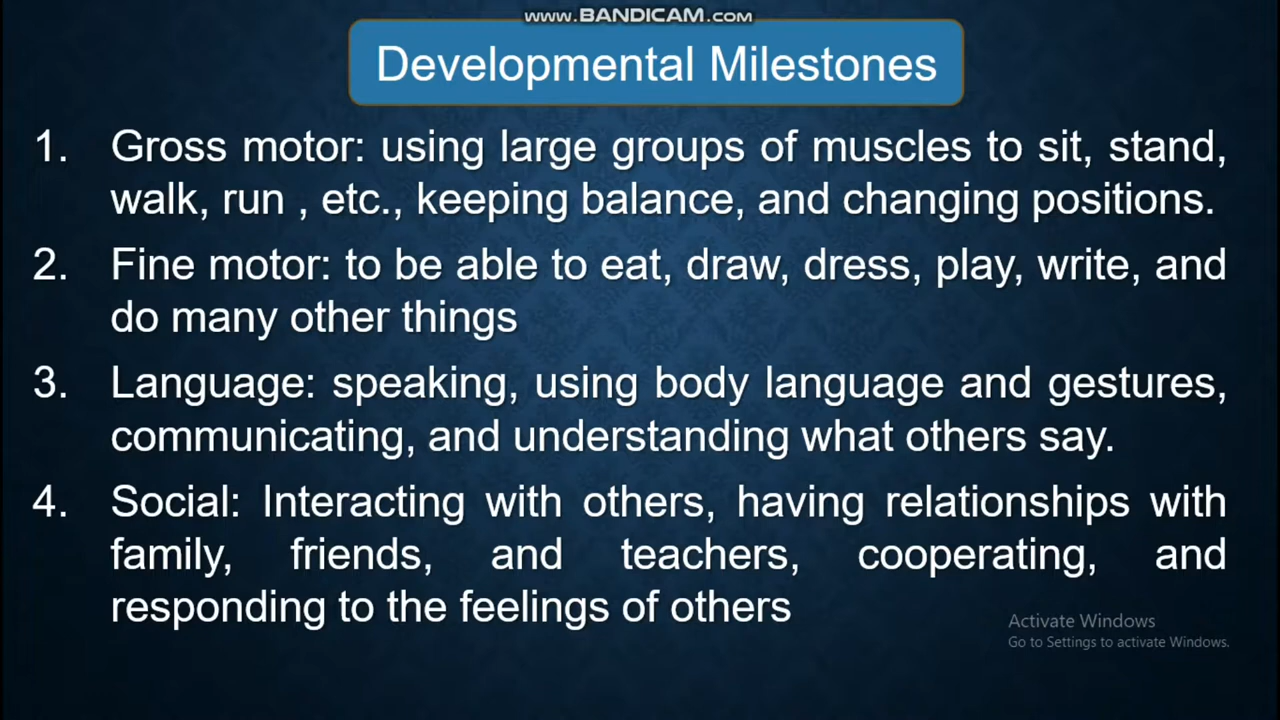 www.BANDICAM.com
Developmental Milestones
1. Gross motor: using large groups of muscles to sit, stand,
walk, run , etc., keeping balance, and changing positions.
2. Fine motor: to be able to eat, draw, dress, play, write, and
do many other things
3. Language: speaking, using body language and gestures,
communicating, and understanding what others say.
4. Social: Interacting with others, having relationships with
family, friends, and teachers, cooperating, and
responding to the feelings of others
Activate Windows
Go to Settings to activate Windows.